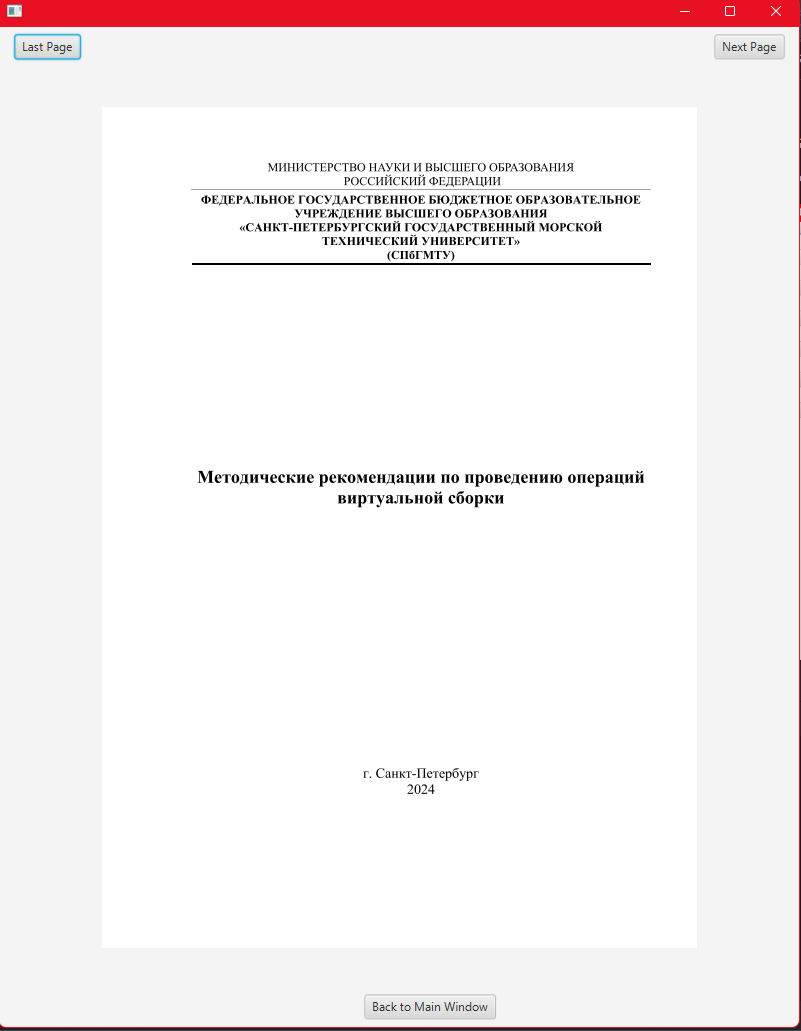 Last Page
Next Page
МИНИСТЕРСТВО НАУКИ И ВЫСШЕГО ОБРАЗОВАНИЯ
РОССИЙСКИЙ ФЕДЕРАЦИИ
ФЕДЕРАЛЬНОЕ ГОСУДАРСТВЕННОЕ БЮДЖЕТНОЕ ОБРАЗОВАТЕЛЬНОЕ
УЧРЕЖДЕНИЕ ВЫСШЕГО ОБРАЗОВАНИЯ
«САНКТ-ПЕТЕРБУРГСКИЙ ГОСУДАРСТВЕННЫЙ МОРСКОЙ
ТЕХНИЧЕСКИЙ УНИВЕРСИТЕТ»
(СПбГМТУ)
Методические рекомендации по проведению операций
виртуальной сборки
г. Санкт-Петербург
2024
Back to Main Window